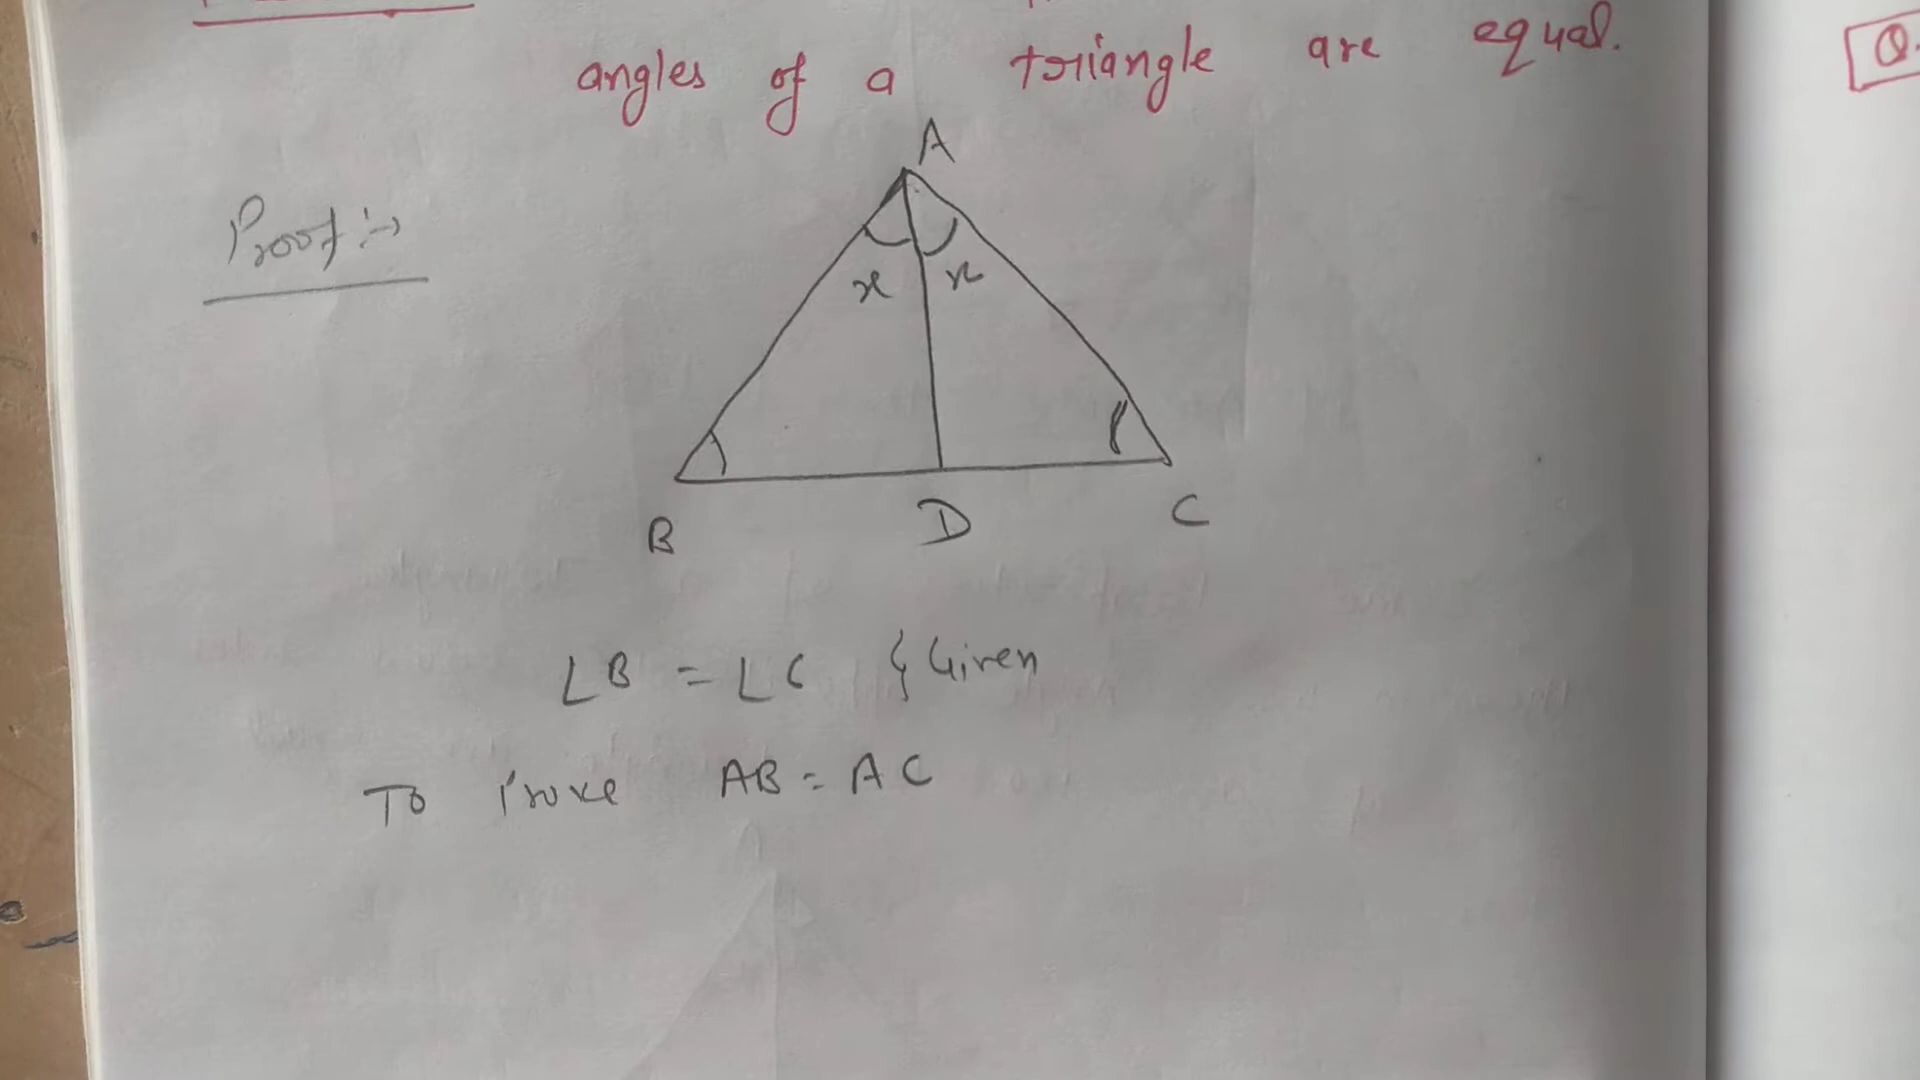 angles of a triangle are equal.
Q.
A
Proof :→
x x
B D C
∠B = ∠C { Given
To Prove AB = AC